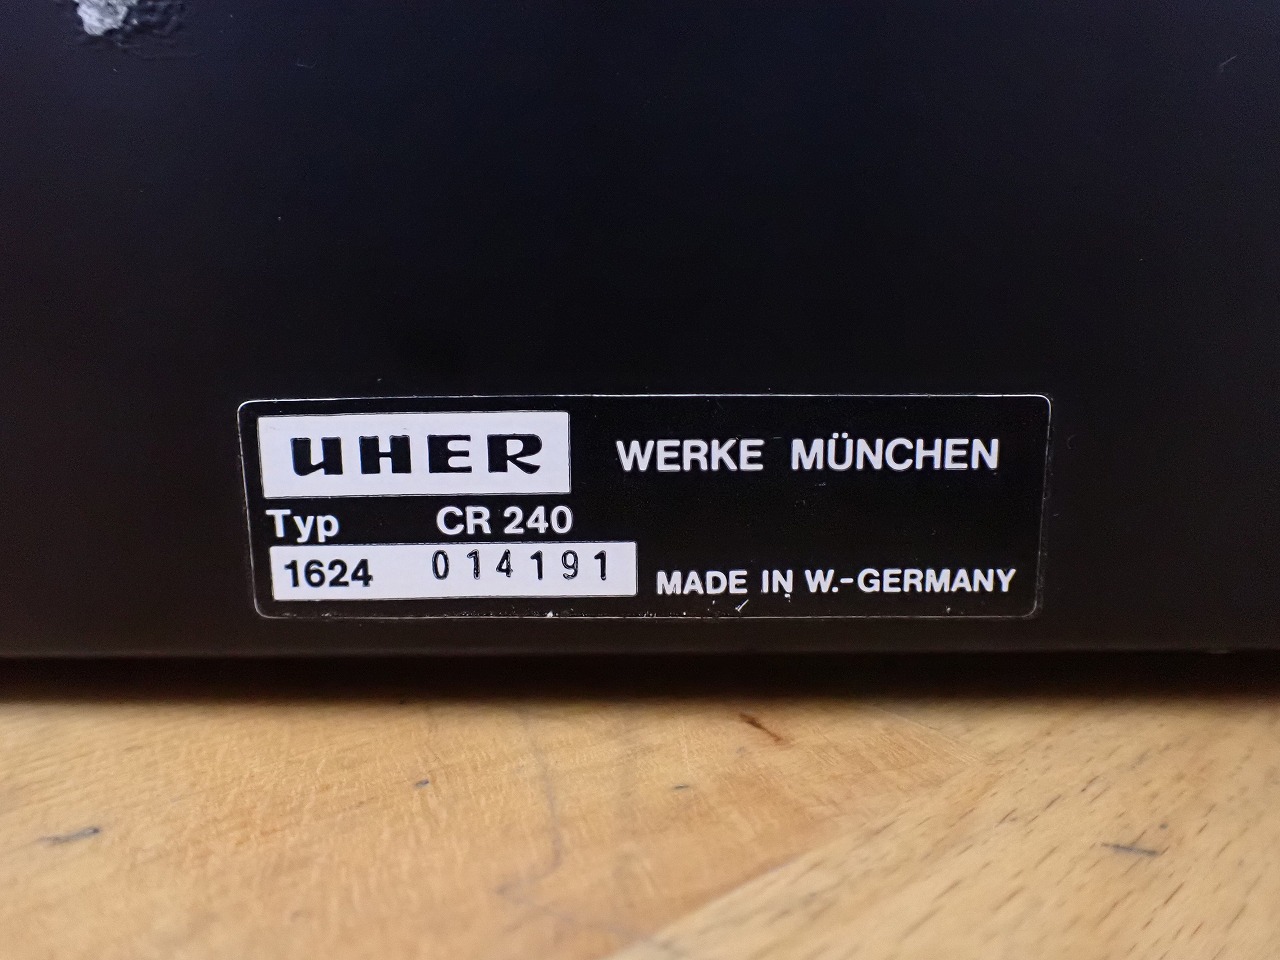 UHER WERKE MÜNCHEN
Typ CR 240
1624 014191 MADE IN W.-GERMANY